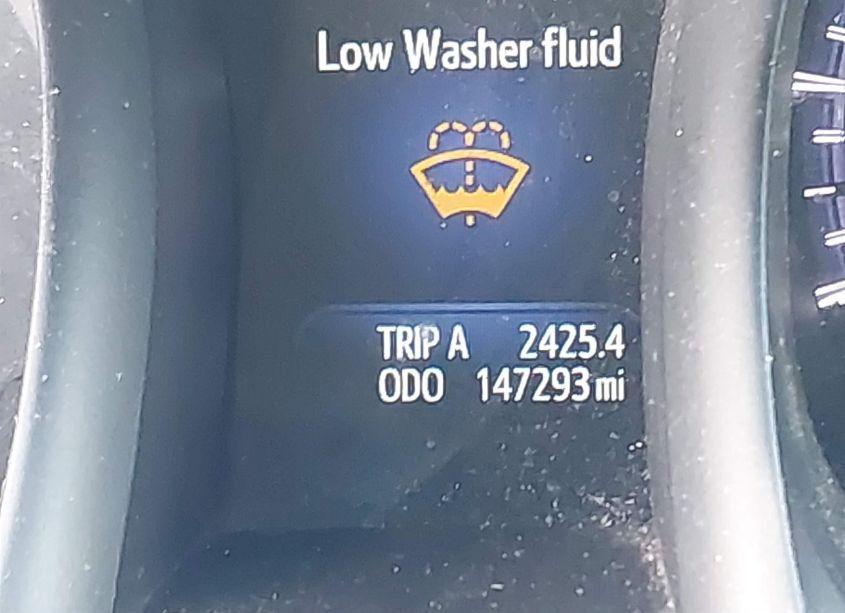 Low Washer fluid
TRIP A 2425.4
ODO 147293 mi